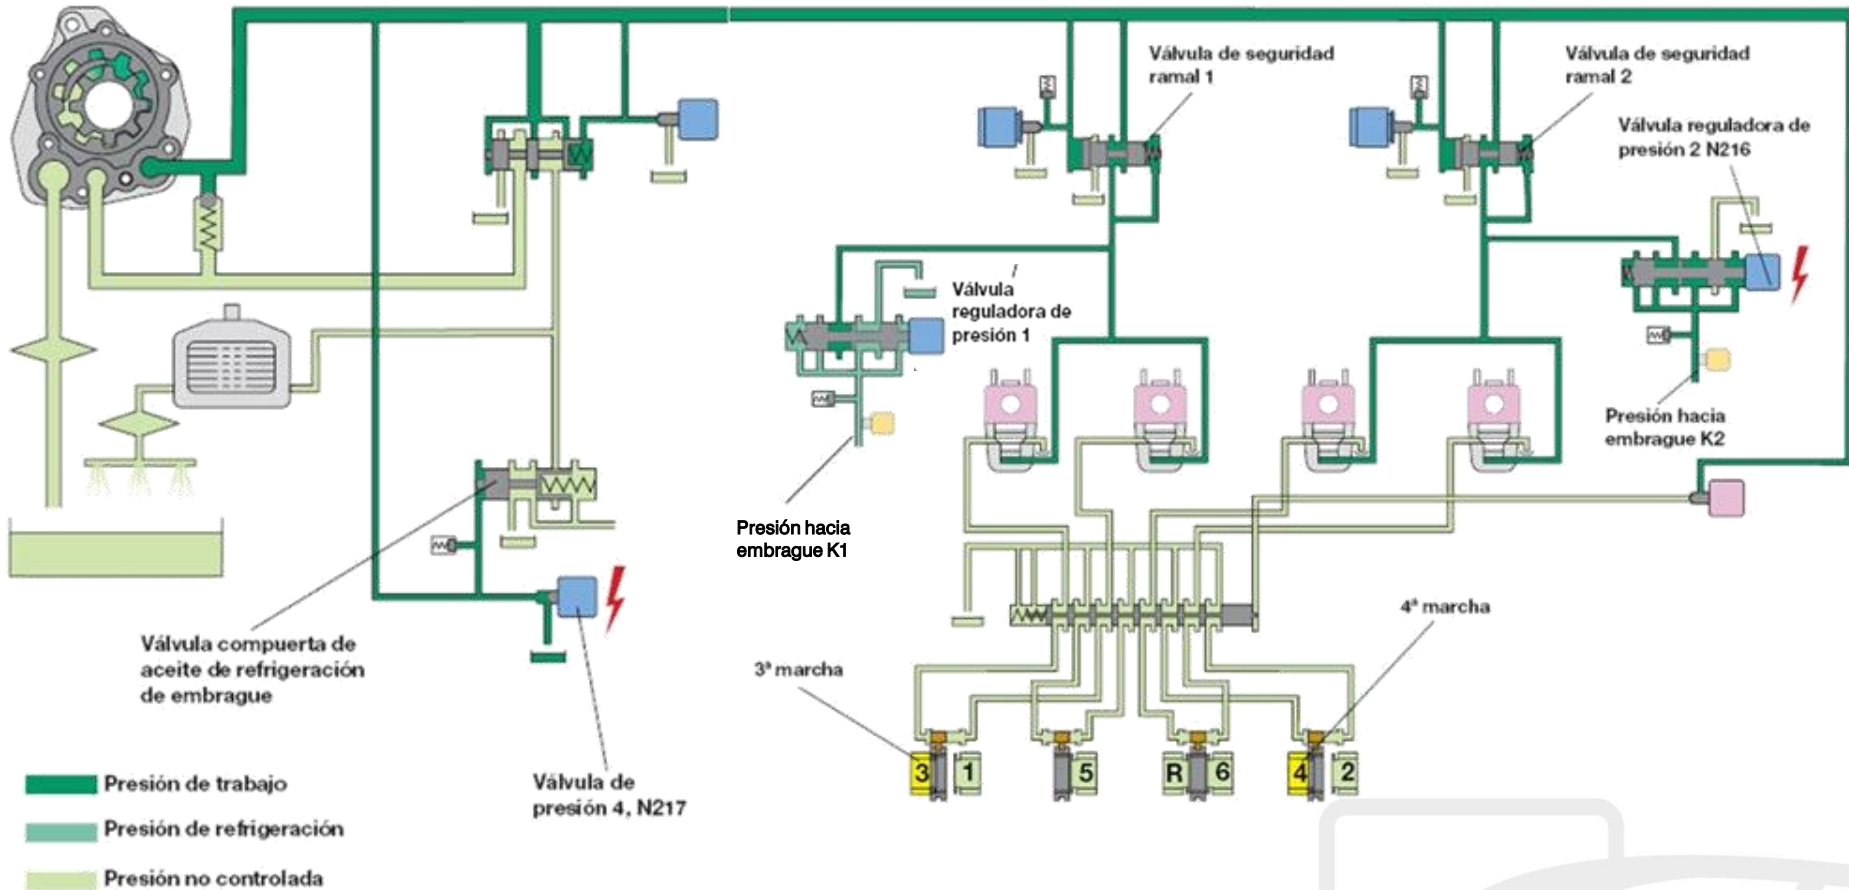 Válvula de seguridad
ramal 1
Válvula de seguridad
ramal 2
Válvula reguladora de
presión 2 N216
Válvula
reguladora de
presión 1
Presión hacia
embrague K2
Presión hacia
embrague K1
4ª marcha
3ª marcha
Válvula compuerta de
aceite de refrigeración
de embrague
Válvula de
presión 4, N217
3 1 5 R 6 4 2
Presión de trabajo
Presión de refrigeración
Presión no controlada